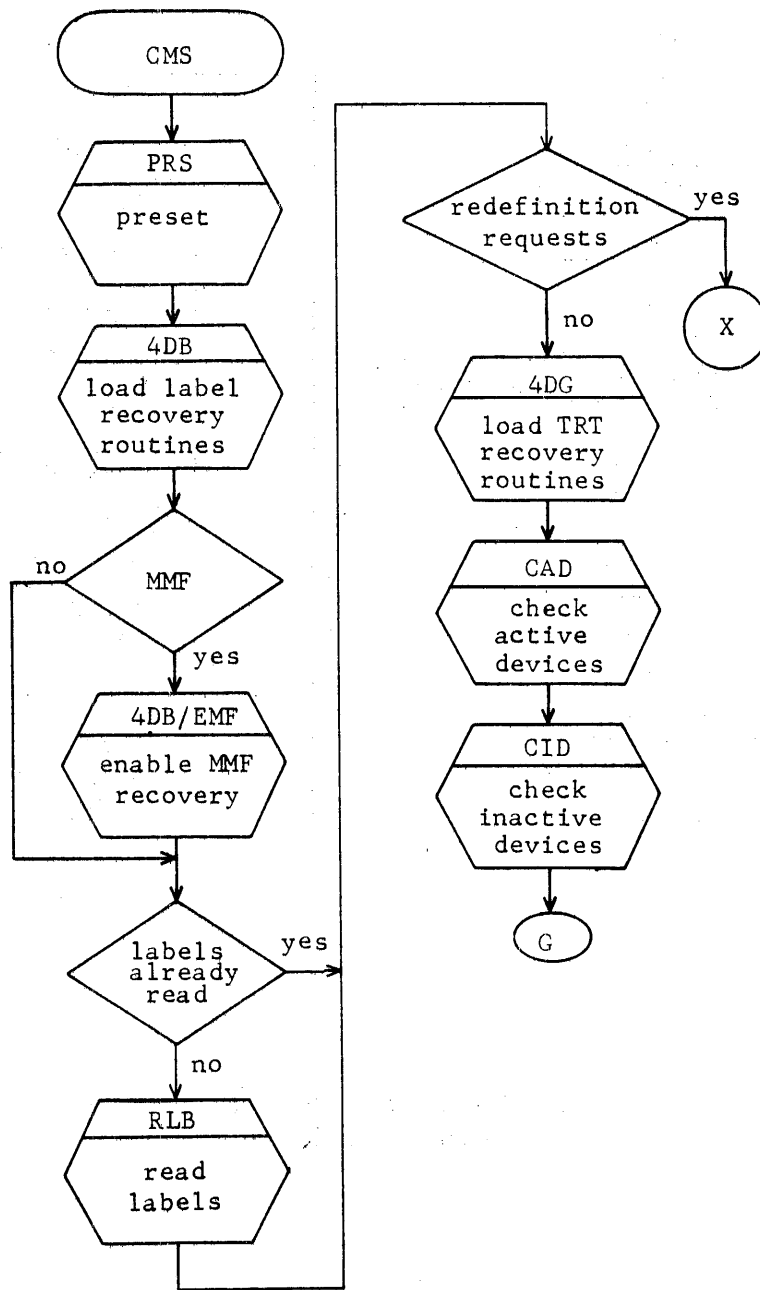 CMS
PRS
preset
4DB
load label
recovery
routines
no
MMF
yes
4DB/EMF
enable MMF
recovery
labels
already
read
yes
no
RLB
read
labels
redefinition
requests
yes
X
no
4DG
load TRT
recovery
routines
CAD
check
active
devices
CID
check
inactive
devices
G